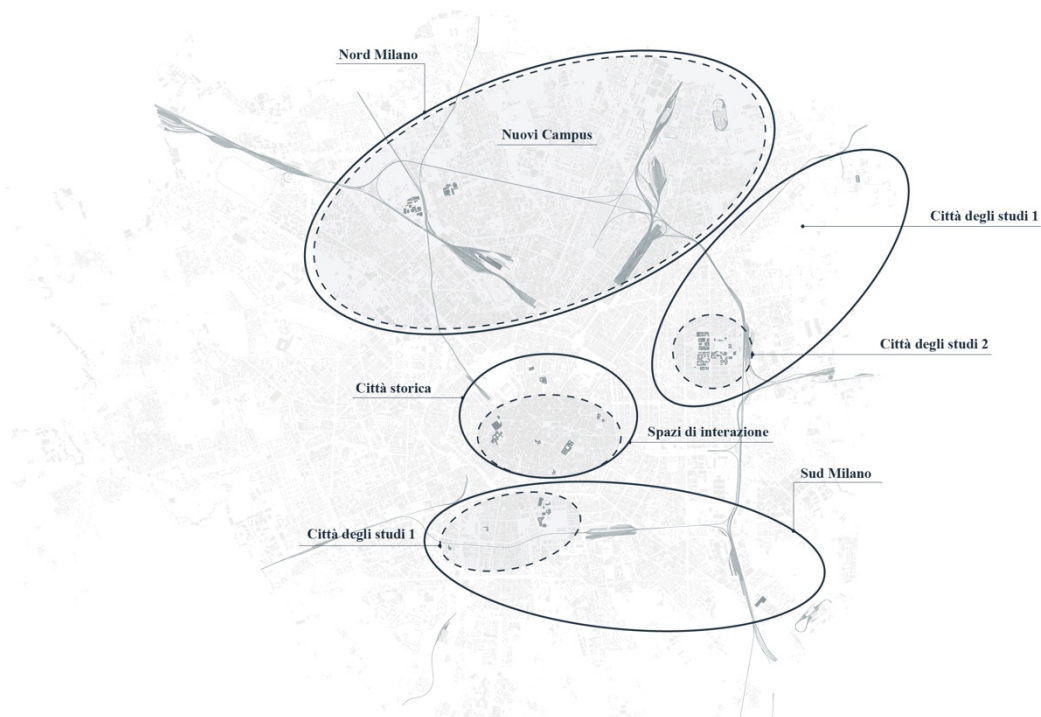 Nord Milano
Nuovi Campus
Città degli studi 1
Città degli studi 2
Città storica
Spazi di interazione
Sud Milano
Città degli studi 1